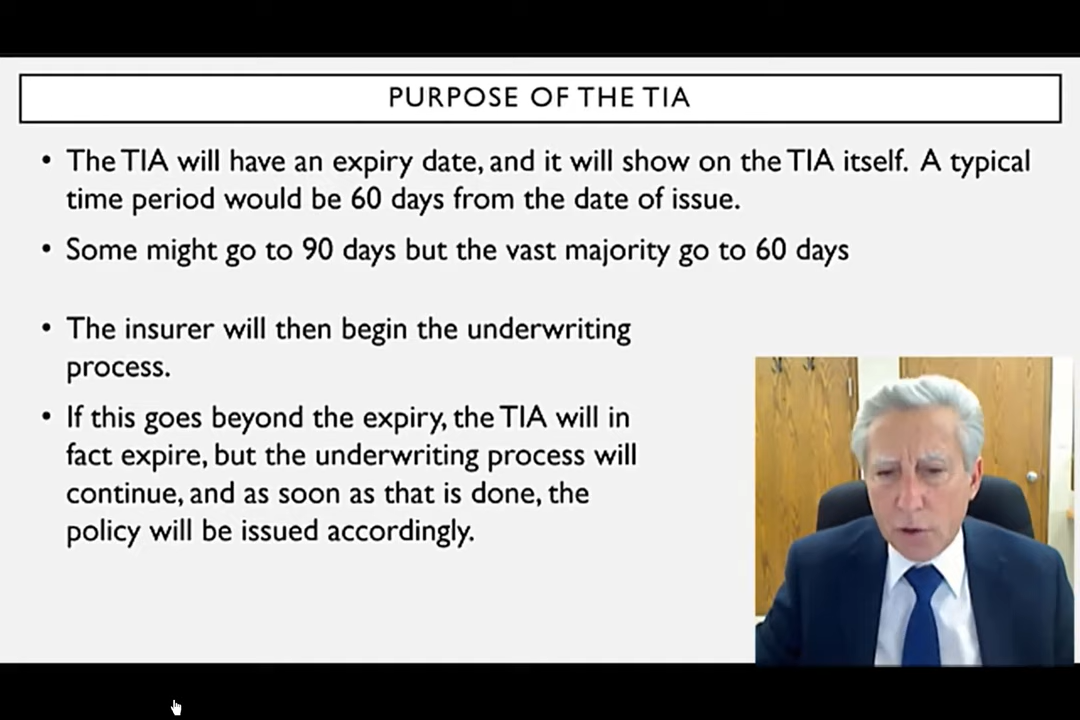 PURPOSE OF THE TIA
• The TIA will have an expiry date, and it will show on the TIA itself. A typical
time period would be 60 days from the date of issue.
• Some might go to 90 days but the vast majority go to 60 days
• The insurer will then begin the underwriting
process.
• If this goes beyond the expiry, the TIA will in
fact expire, but the underwriting process will
continue, and as soon as that is done, the
policy will be issued accordingly.